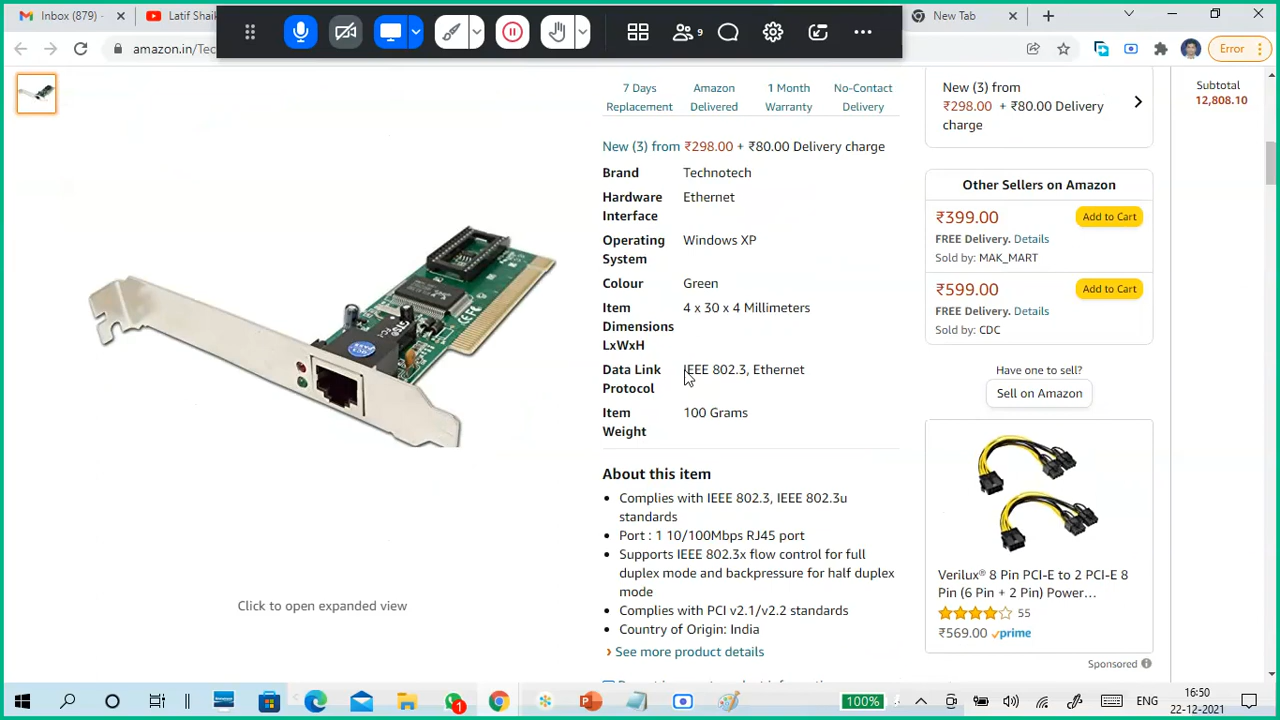 Inbox (879) -
Latif Shaik
New Tab
9
amazon.in/Tec
Error
7 Days
Replacement
Amazon
Delivered
1 Month
Warranty
No-Contact
Delivery
New (3) from ₹298.00 + ₹80.00 Delivery charge
Brand Technotech
Hardware Ethernet
Interface
Operating Windows XP
System
Colour Green
Item 4 x 30 x 4 Millimeters
Dimensions
LxWxH
Data Link IEEE 802.3, Ethernet
Protocol
Item 100 Grams
Weight
About this item
• Complies with IEEE 802.3, IEEE 802.3u
standards
• Port : 1 10/100Mbps RJ45 port
• Supports IEEE 802.3x flow control for full
duplex mode and backpressure for half duplex
mode
• Complies with PCI v2.1/v2.2 standards
• Country of Origin: India
› See more product details
Click to open expanded view
New (3) from
₹298.00 + ₹80.00 Delivery
charge
Other Sellers on Amazon
₹399.00 Add to Cart
FREE Delivery. Details
Sold by: MAK_MART
₹599.00 Add to Cart
FREE Delivery. Details
Sold by: CDC
Have one to sell?
Sell on Amazon
Verilux® 8 Pin PCI-E to 2 PCI-E 8
Pin (6 Pin + 2 Pin) Power...
55
₹569.00 prime
Sponsored
Subtotal
12,808.10
1
100%
ENG
16:50
22-12-2021